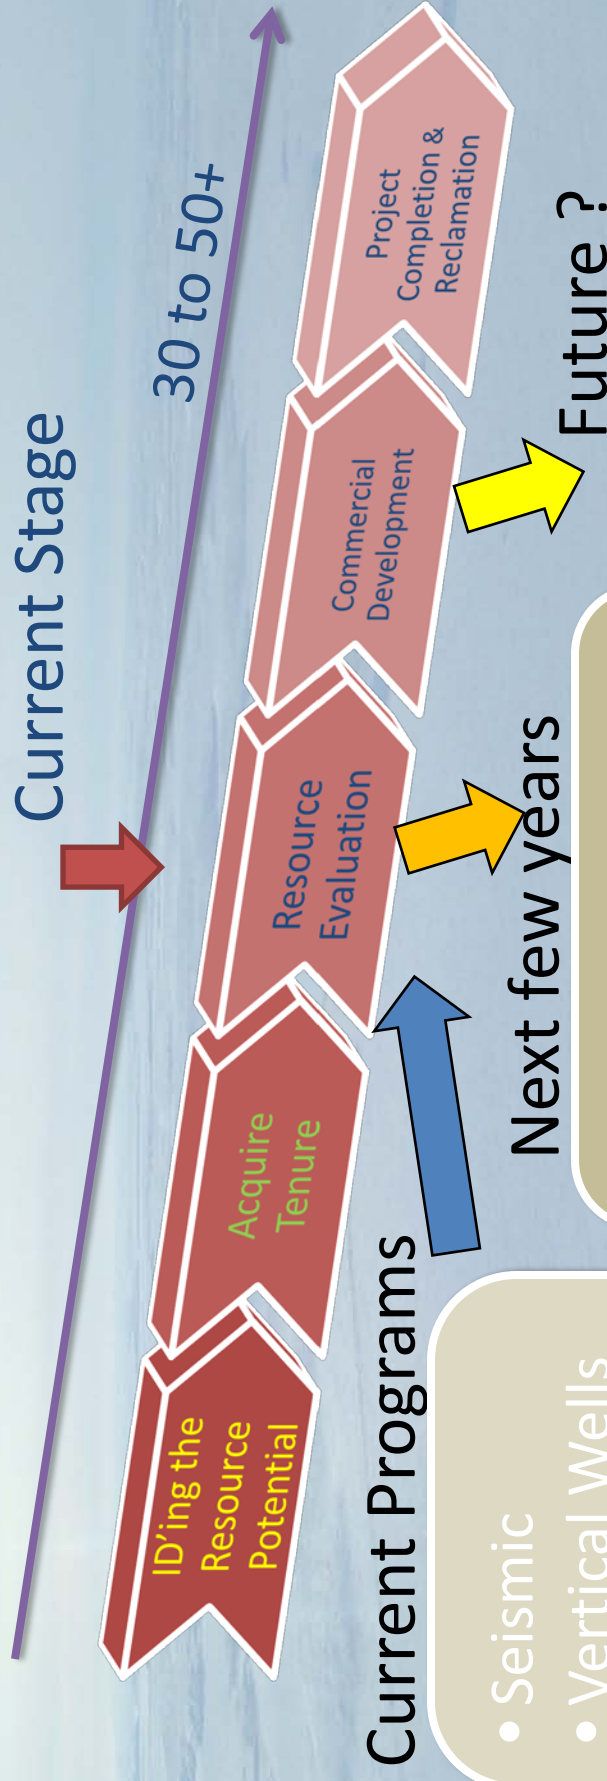 Current Stage
30 to 50+
ID'ing the
Resource
Potential
Acquire
Tenure
Resource
Evaluation
Commercial
Development
Project
Completion &
Reclamation
Current Programs
Next few years
Future ?
• Seismic
• Vertical Wells